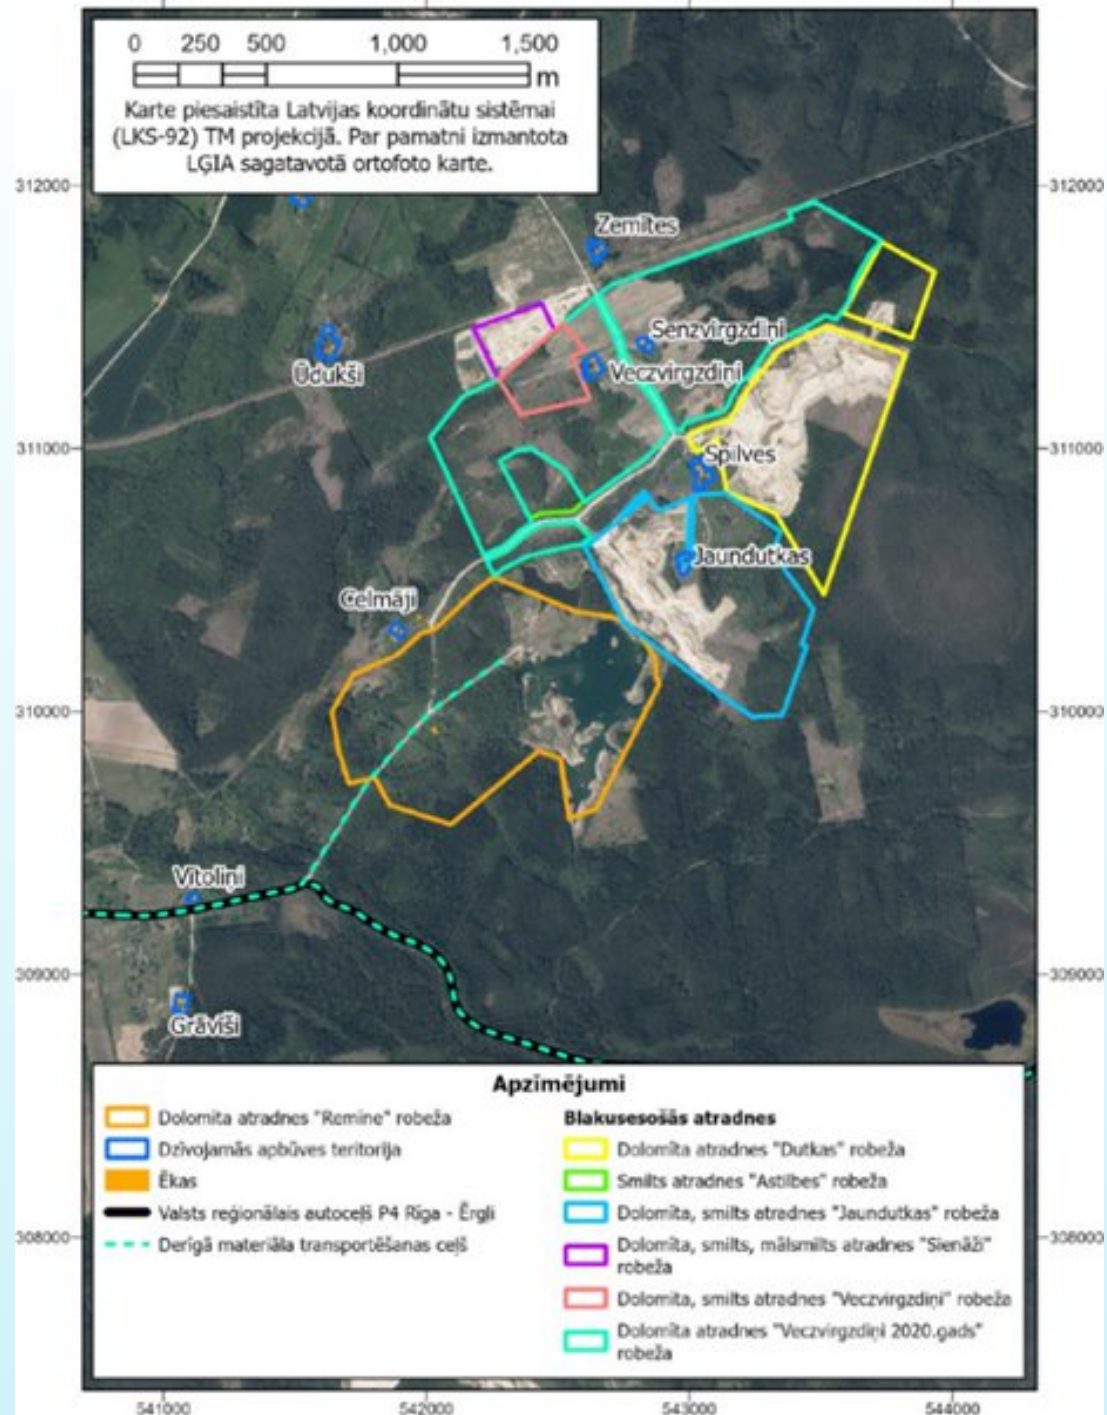 0 250 500 1,000 1,500
m
Karte piesaistīta Latvijas koordinātu sistēmai
(LKS-92) TM projekcijā. Par pamatni izmantota
LĢIA sagatavotā ortofoto karte.
312000 312000
Zemītes
Senzvirgzdiņi
Ūdukši
Veczvirgzdiņi
311000 311000
Spilves
Jaundutkas
Celmāji
310000 310000
Vītoliņi
309000 309000
Grāvīši
Apzīmējumi
Dolomīta atradnes "Remine" robeža
Dzīvojamās apbūves teritorija
Ēkas
Valsts reģionālais autoceļš P4 Rīga - Ērgļi
Derīgā materiāla transportēšanas ceļš
Blakusesošās atradnes
Dolomīta atradnes "Dutkas" robeža
Smilts atradnes "Astilbes" robeža
Dolomīta, smilts atradnes "Jaundutkas" robeža
Dolomīta, smilts, mālsmilts atradnes "Sienāži"
robeža
Dolomīta, smilts atradnes "Veczvirgzdiņi" robeža
Dolomīta atradnes "Veczvirgzdiņi 2020.gads"
robeža
308000 308000
541000 542000 543000 544000